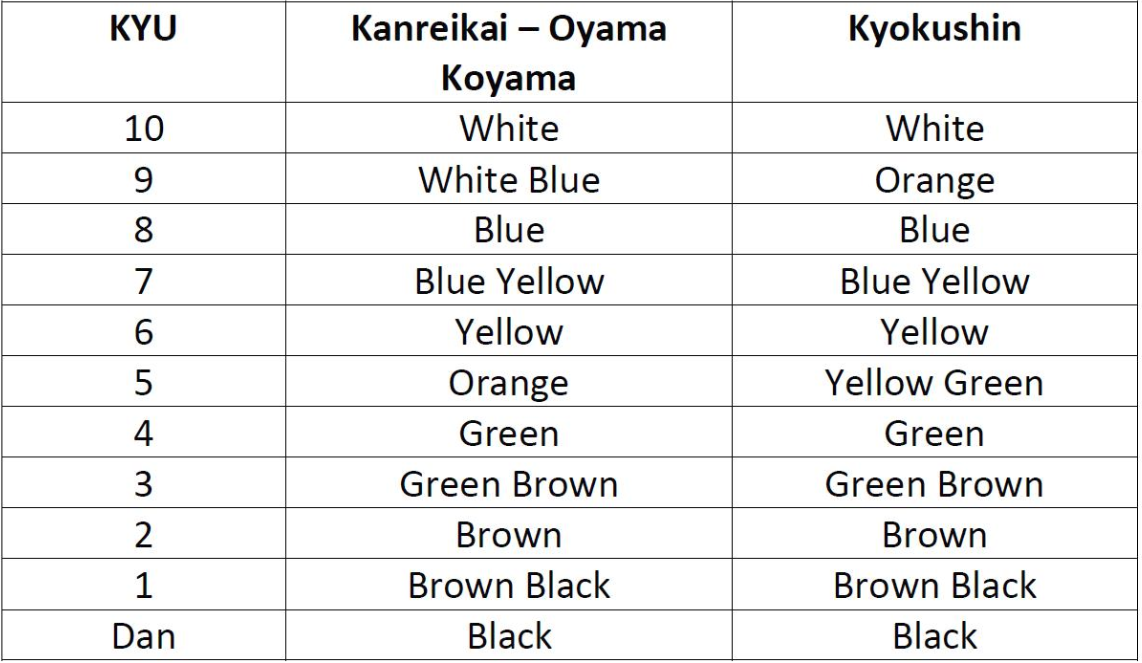 KYU Kanreikai – Oyama Koyama Kyokushin
10 White White
9 White Blue Orange
8 Blue Blue
7 Blue Yellow Blue Yellow
6 Yellow Yellow
5 Orange Yellow Green
4 Green Green
3 Green Brown Green Brown
2 Brown Brown
1 Brown Black Brown Black
Dan Black Black